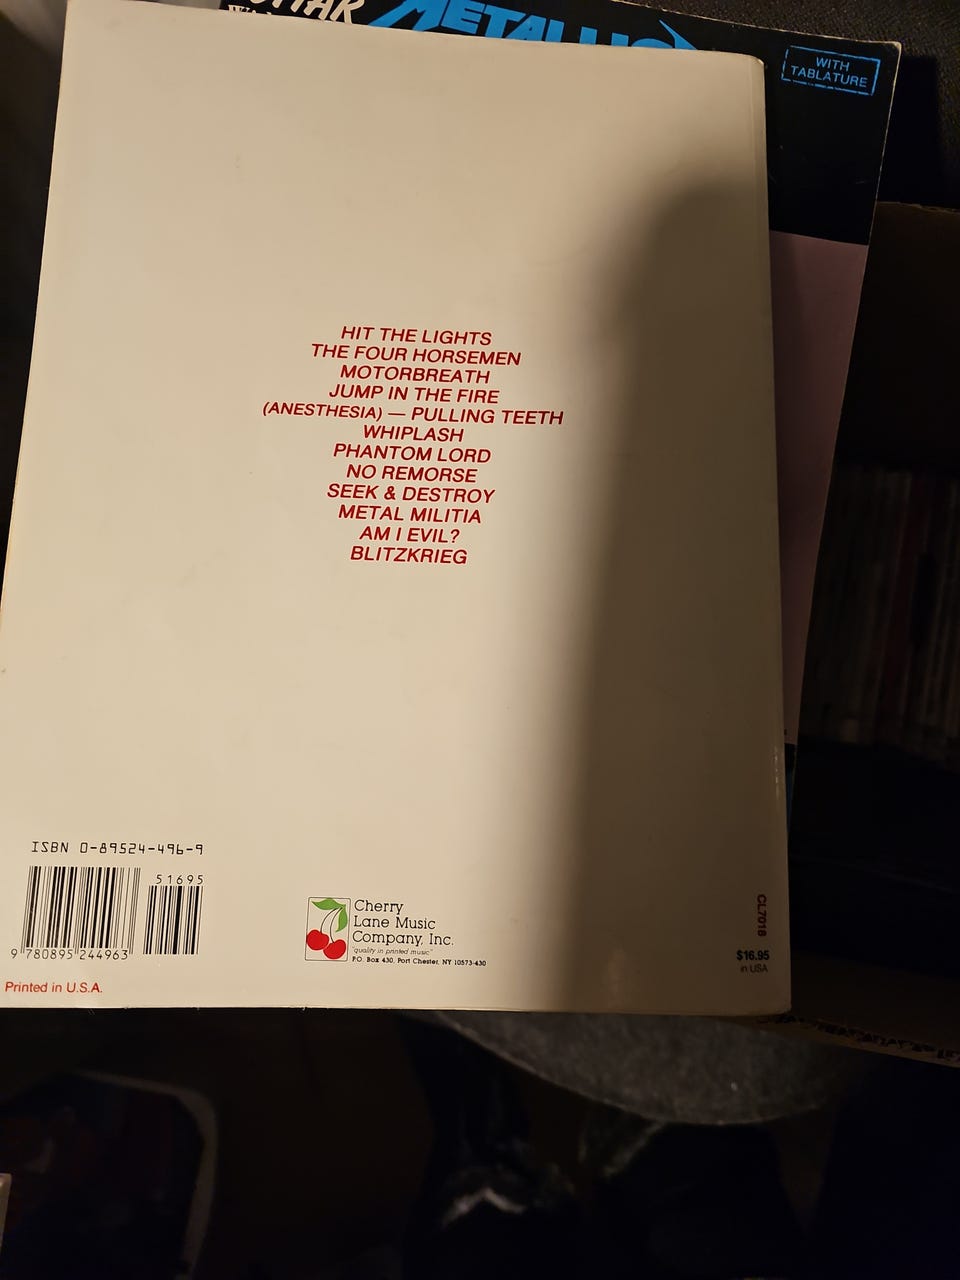 GUITAR
METALLIC
WITH
TABLATURE
HIT THE LIGHTS
THE FOUR HORSEMEN
MOTORBREATH
JUMP IN THE FIRE
(ANESTHESIA) — PULLING TEETH
WHIPLASH
PHANTOM LORD
NO REMORSE
SEEK & DESTROY
METAL MILITIA
AM I EVIL?
BLITZKRIEG
ISBN 0-89524-496-9
51695
9 780895 244963
Printed in U.S.A.
Cherry
Lane Music
Company, Inc.
"quality in printed music"
P.O. Box 430, Port Chester, NY 10573-430
CL7018
$16.95
in USA